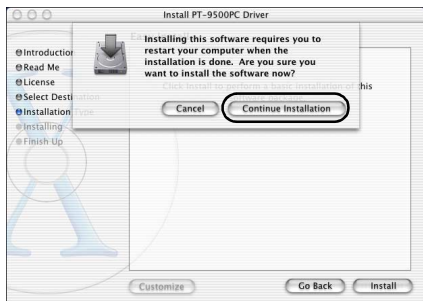 Install PT-9500PC Driver
Installing this software requires you to
restart your computer when the
installation is done. Are you sure you
want to install the software now?
Cancel
Continue Installation
Introduction
Read Me
License
Select Destination
Installation Type
Installing
Finish Up
Click Install to perform a basic installation of this
Customize
Go Back
Install